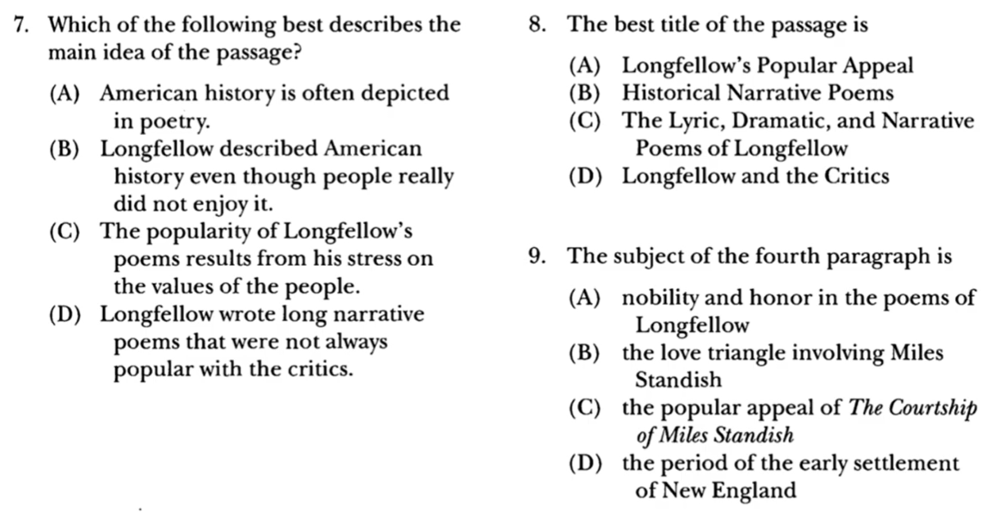 7. Which of the following best describes the
main idea of the passage?
(A) American history is often depicted
in poetry.
(B) Longfellow described American
history even though people really
did not enjoy it.
(C) The popularity of Longfellow's
poems results from his stress on
the values of the people.
(D) Longfellow wrote long narrative
poems that were not always
popular with the critics.
8. The best title of the passage is
(A) Longfellow's Popular Appeal
(B) Historical Narrative Poems
(C) The Lyric, Dramatic, and Narrative
Poems of Longfellow
(D) Longfellow and the Critics
9. The subject of the fourth paragraph is
(A) nobility and honor in the poems of
Longfellow
(B) the love triangle involving Miles
Standish
(C) the popular appeal of The Courtship
of Miles Standish
(D) the period of the early settlement
of New England